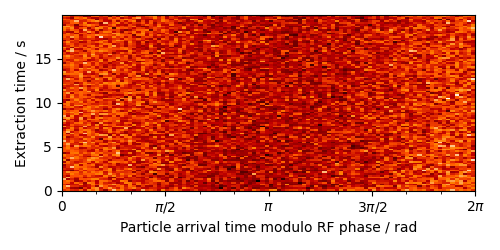 Extraction time / s
15
10
5
0
0
π/2
π
3π/2
2π
Particle arrival time modulo RF phase / rad